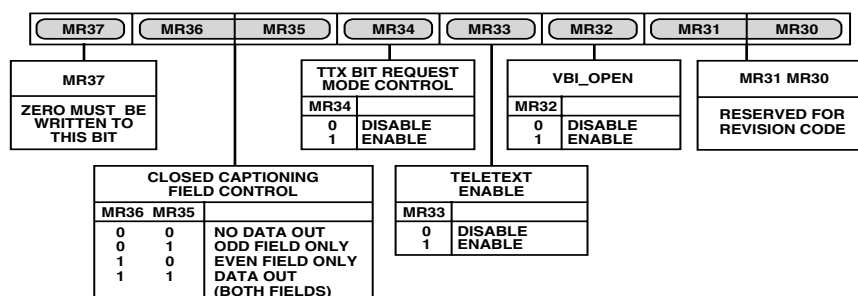 MR37 MR36 MR35 MR34 MR33 MR32 MR31 MR30
MR37
ZERO MUST BE
WRITTEN TO
THIS BIT
TTX BIT REQUEST
MODE CONTROL
MR34
0 DISABLE
1 ENABLE
VBI_OPEN
MR32
0 DISABLE
1 ENABLE
MR31 MR30
RESERVED FOR
REVISION CODE
CLOSED CAPTIONING
FIELD CONTROL
MR36 MR35
0 0 NO DATA OUT
0 1 ODD FIELD ONLY
1 0 EVEN FIELD ONLY
1 1 DATA OUT
(BOTH FIELDS)
TELETEXT
ENABLE
MR33
0 DISABLE
1 ENABLE